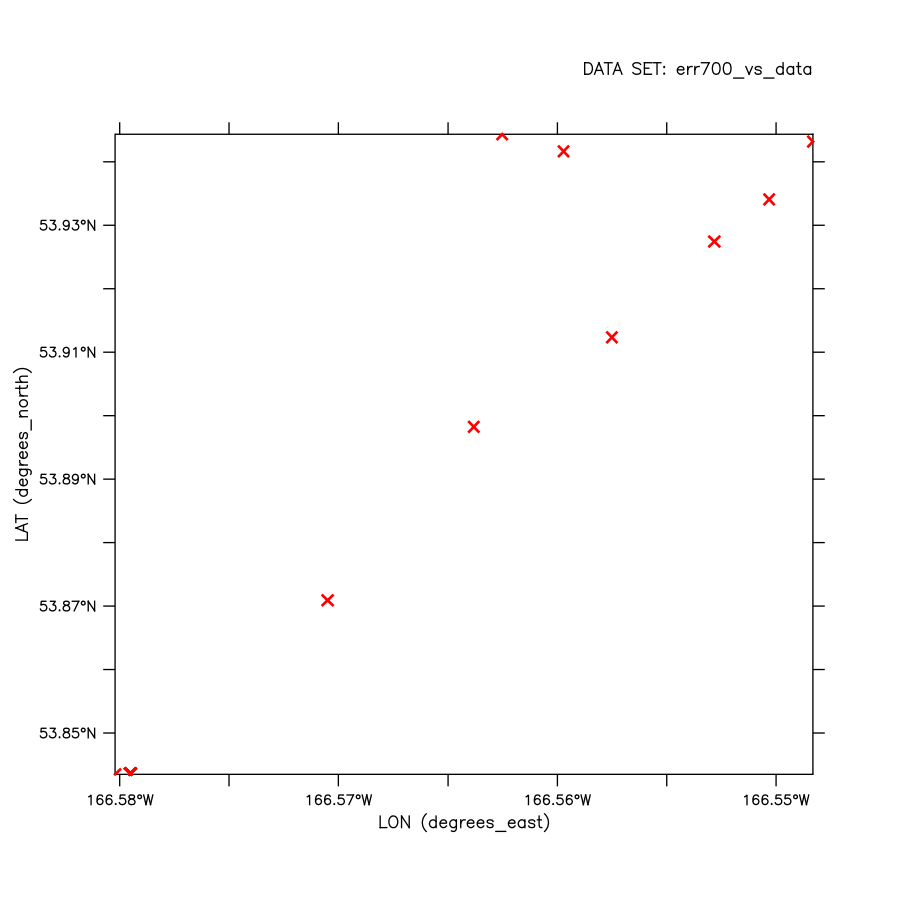 DATA SET: err700_vs_data
53.93°N
53.91°N
53.89°N
53.87°N
53.85°N
LAT (degrees_north)
166.58°W 166.57°W 166.56°W 166.55°W
LON (degrees_east)